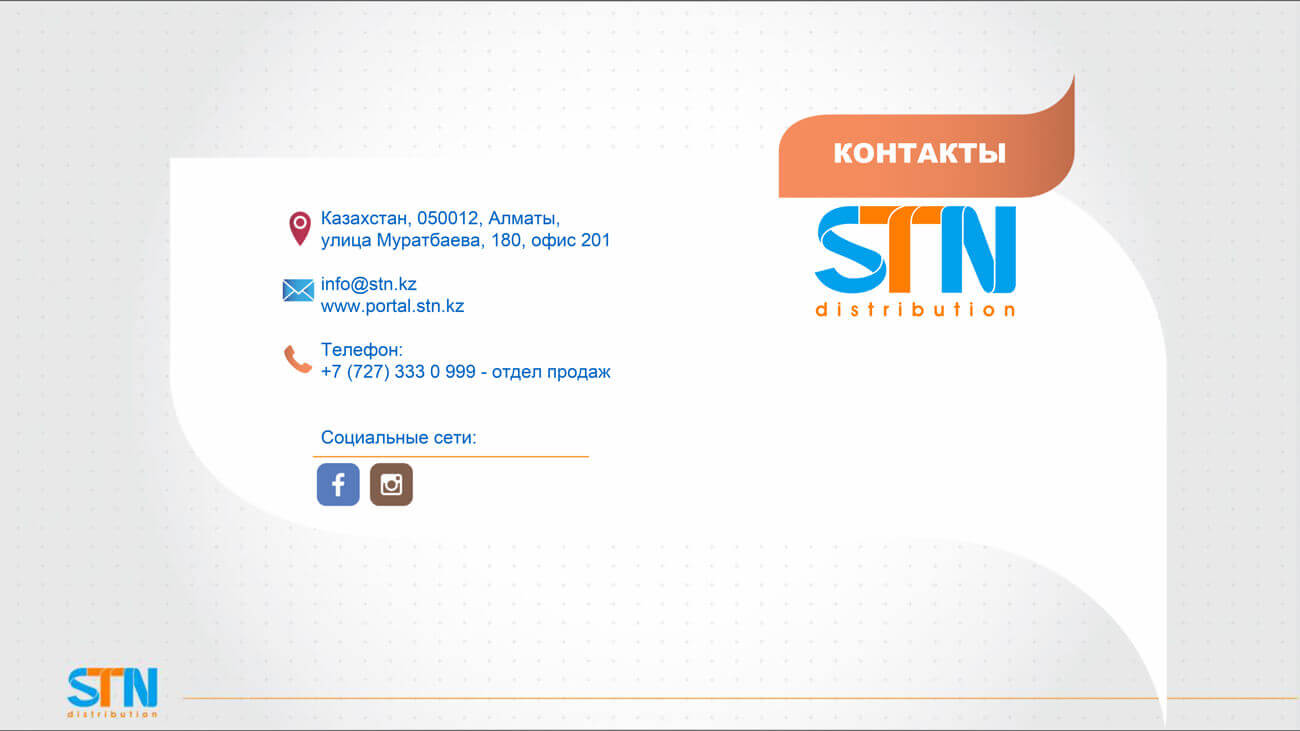 КОНТАКТЫ
STN
distribution
Казахстан, 050012, Алматы,
улица Муратбаева, 180, офис 201
info@stn.kz
www.portal.stn.kz
Телефон:
+7 (727) 333 0 999 - отдел продаж
Социальные сети:
f
STN
distribution